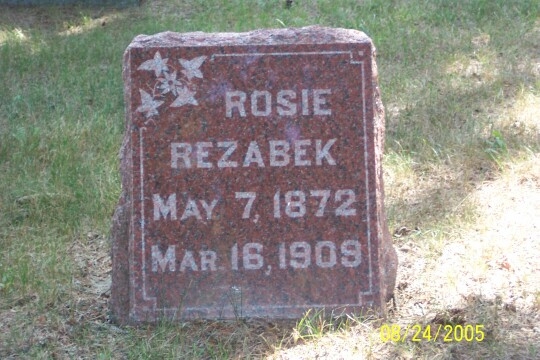 ROSIE
REZABEK
MAY 7, 1872
MAR. 16, 1909
08/24/2005